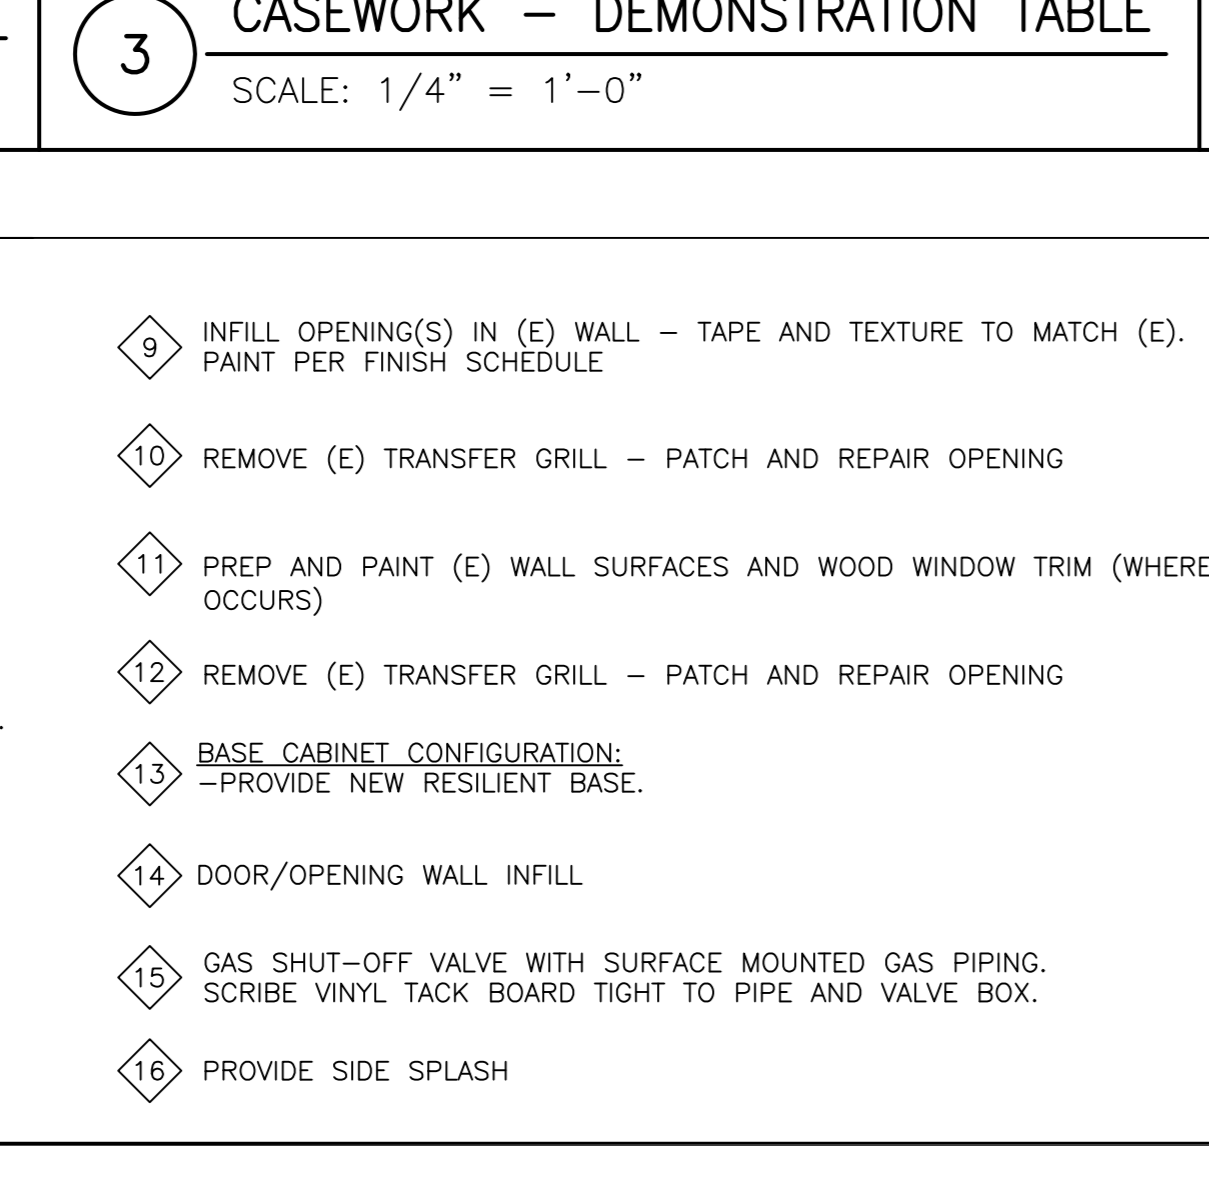 3
CASEWORK – DEMONSTRATION TABLE
SCALE: 1/4" = 1'–0"
9
INFILL OPENING(S) IN (E) WALL – TAPE AND TEXTURE TO MATCH (E).
PAINT PER FINISH SCHEDULE
10
REMOVE (E) TRANSFER GRILL – PATCH AND REPAIR OPENING
11
PREP AND PAINT (E) WALL SURFACES AND WOOD WINDOW TRIM (WHERE
OCCURS)
12
REMOVE (E) TRANSFER GRILL – PATCH AND REPAIR OPENING
13
BASE CABINET CONFIGURATION:
–PROVIDE NEW RESILIENT BASE.
14
DOOR/OPENING WALL INFILL
15
GAS SHUT–OFF VALVE WITH SURFACE MOUNTED GAS PIPING.
SCRIBE VINYL TACK BOARD TIGHT TO PIPE AND VALVE BOX.
16
PROVIDE SIDE SPLASH